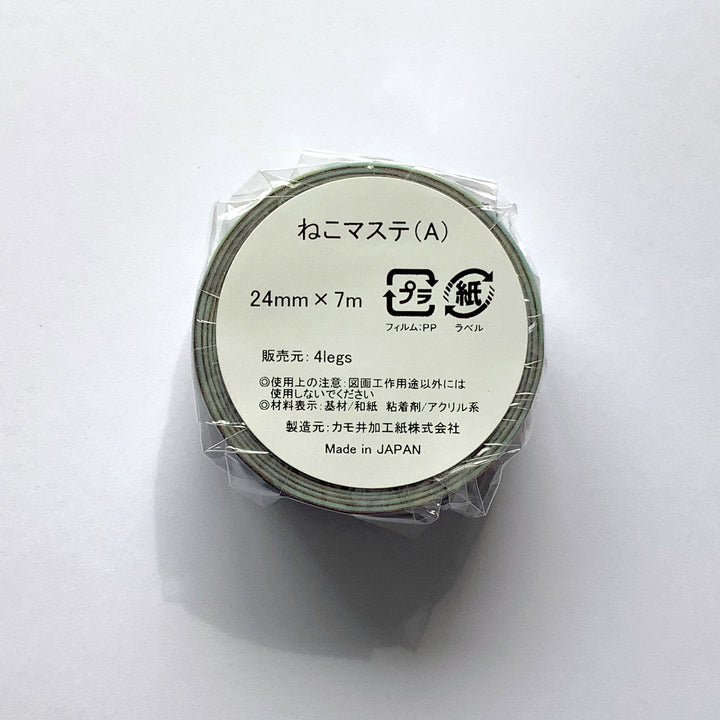 ねこマステ(A)
24mm×7m
プラ 紙
フィルム:PP ラベル
販売元: 4legs
◎使用上の注意:図画工作用途以外には
使用しないでください
◎材料表示:基材/和紙 粘着剤/アクリル系
製造元:カモ井加工紙株式会社
Made in JAPAN